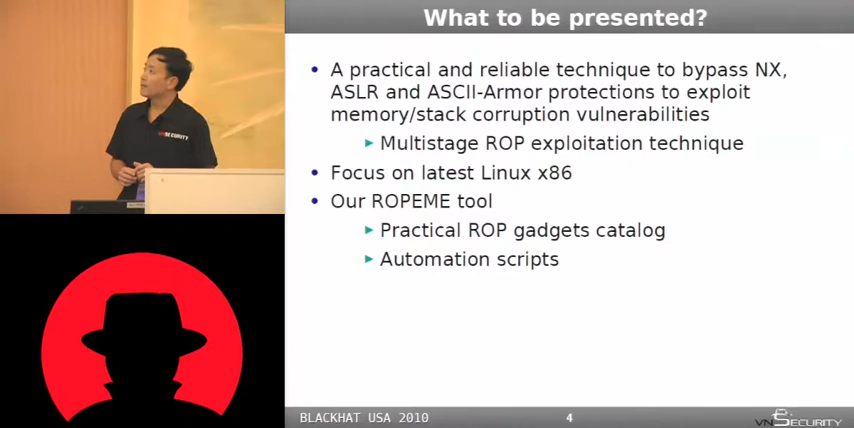 What to be presented?
• A practical and reliable technique to bypass NX,
ASLR and ASCII-Armor protections to exploit
memory/stack corruption vulnerabilities
► Multistage ROP exploitation technique
• Focus on latest Linux x86
• Our ROPEME tool
► Practical ROP gadgets catalog
► Automation scripts
VNSECURITY
BLACKHAT USA 2010
4
VNSECURITY